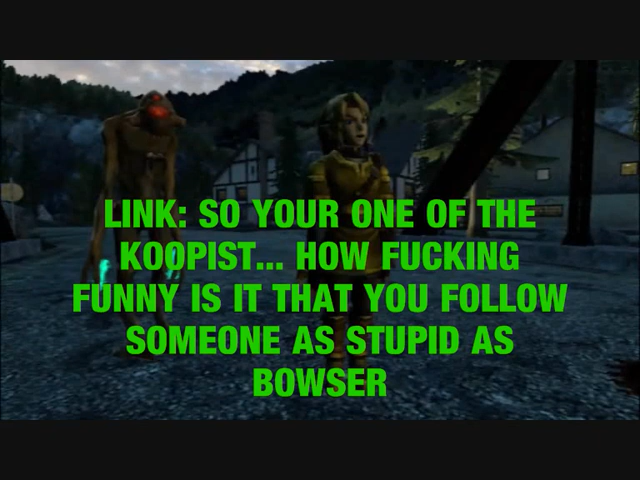 LINK: SO YOUR ONE OF THE
KOOPIST... HOW FUCKING
FUNNY IS IT THAT YOU FOLLOW
SOMEONE AS STUPID AS
BOWSER